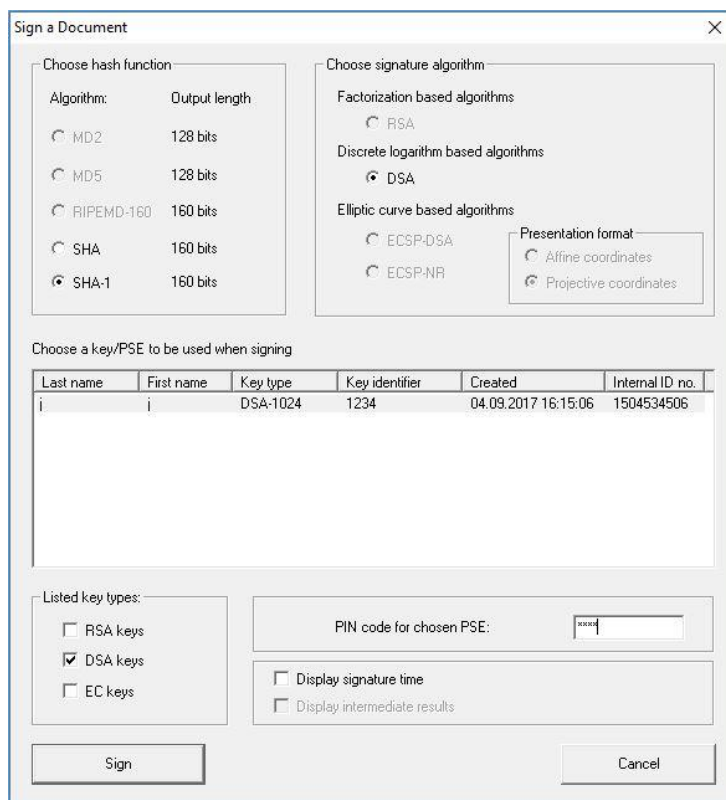 Sign a Document
Choose hash function
Algorithm: Output length
MD2 128 bits
MD5 128 bits
RIPEMD-160 160 bits
SHA 160 bits
SHA-1 160 bits
Choose signature algorithm
Factorization based algorithms
RSA
Discrete logarithm based algorithms
DSA
Elliptic curve based algorithms
ECSP-DSA
ECSP-NR
Presentation format
Affine coordinates
Projective coordinates
Choose a key/PSE to be used when signing
Last name First name Key type Key identifier Created Internal ID no.
j j DSA-1024 1234 04.09.2017 16:15:06 1504534506
Listed key types:
RSA keys
DSA keys
EC keys
PIN code for chosen PSE: ****
Display signature time
Display intermediate results
Sign Cancel